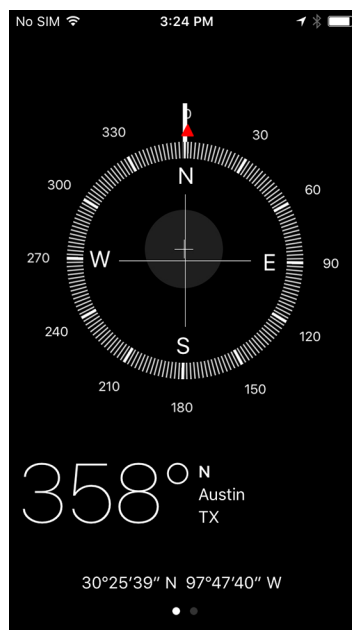 No SIM 3:24 PM
0
330 30
N
300 60
270 W E 90
240 120
S
210 150
180
358° N
Austin
TX
30°25'39" N 97°47'40" W